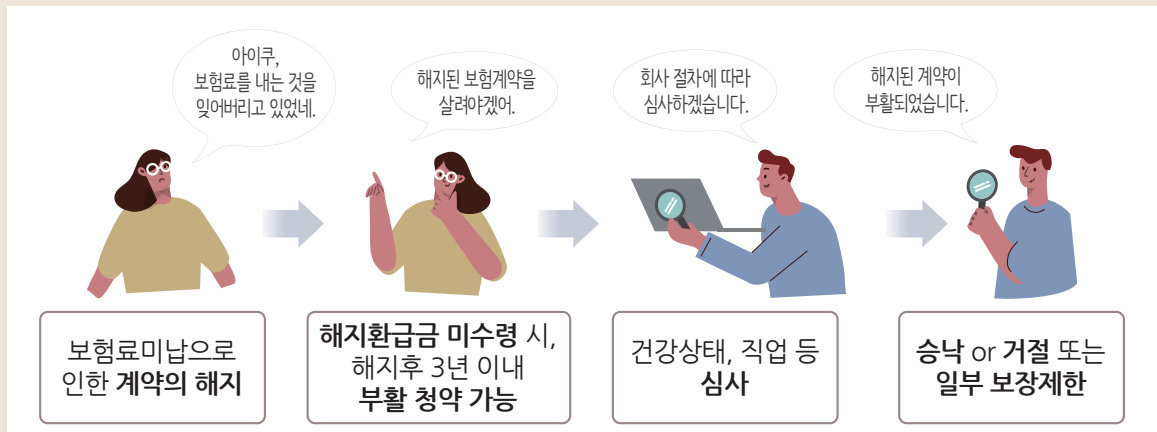 아이쿠,
보험료를 내는 것을
잊어버리고 있었네.
해지된 보험계약을
살려야겠어.
회사 절차에 따라
심사하겠습니다.
해지된 계약이
부활되었습니다.
보험료미납으로
인한 계약의 해지
해지환급금 미수령 시,
해지후 3년 이내
부활 청약 가능
건강상태, 직업 등
심사
승낙 or 거절 또는
일부 보장제한